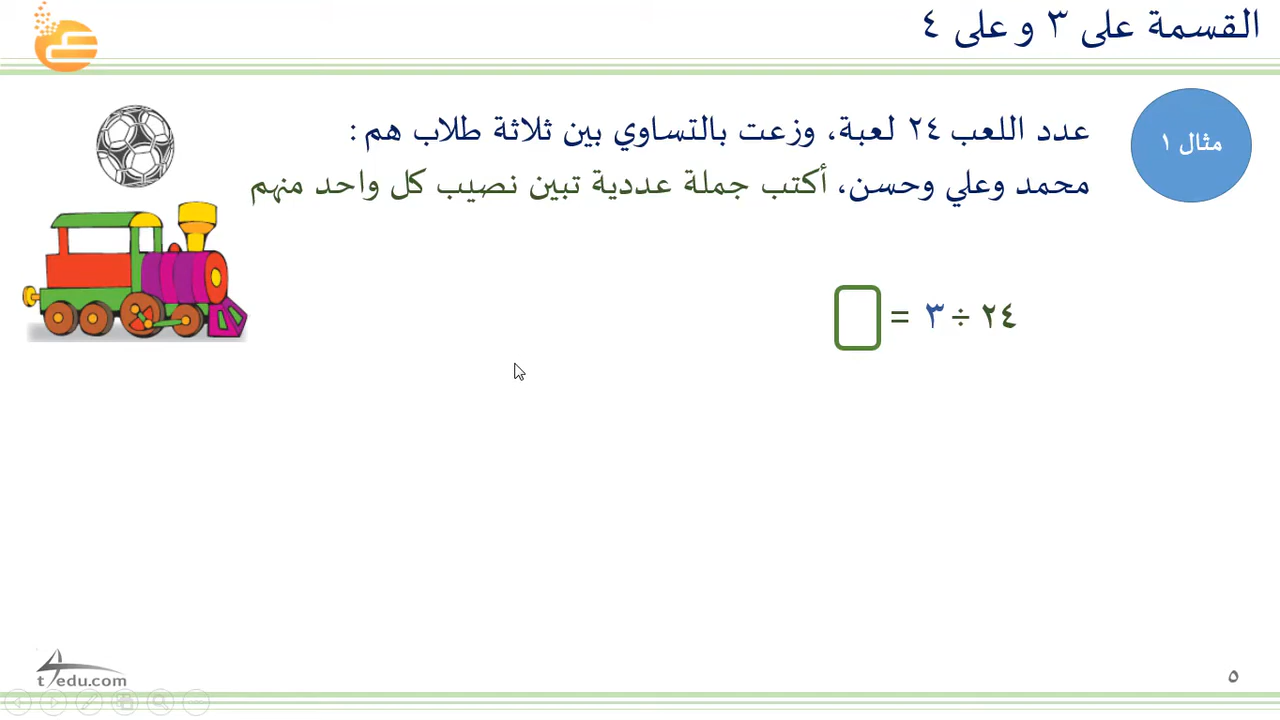 القسمة على ٣ و على ٤
مثال ١
عدد اللعب ٢٤ لعبة، وزعت بالتساوي بين ثلاثة طلاب هم :
محمد وعلي وحسن، أكتب جملة عددية تبين نصيب كل واحد منهم
٢٤ ÷ ٣ =
t4edu.com
٥